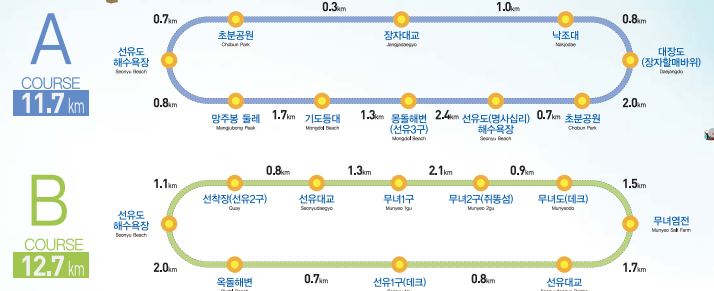 A
COURSE
11.7 km
0.7km
0.3km
1.0km
0.8km
선유도
해수욕장
Seonyu Beach
초분공원
Chobun Park
장자대교
Jangjadaegyo
낙조대
Nakjodae
대장도
(장자할매바위)
Daejangdo
0.8km
1.7km
1.3km
2.4km
0.7km
2.0km
망주봉 둘레
Mangjubong Peak
기도등대
Mongdol Beach
몽돌해변
(선유3구)
Mongdol Beach
선유도(명사십리)
해수욕장
Seonyu Beach
초분공원
Chobun Park
B
COURSE
12.7 km
1.1km
0.8km
1.3km
2.1km
0.9km
1.5km
선유도
해수욕장
Seonyu Beach
선착장(선유2구)
Quay
선유대교
Seonyudaegyo
무녀1구
Munyeo 1gu
무녀2구(쥐똥섬)
Munyeo 2gu
무녀도(데크)
Munyeodo
무녀염전
Munyeo Salt Farm
2.0km
0.7km
0.8km
1.7km
옥돌해변
선유1구(데크)
선유대교